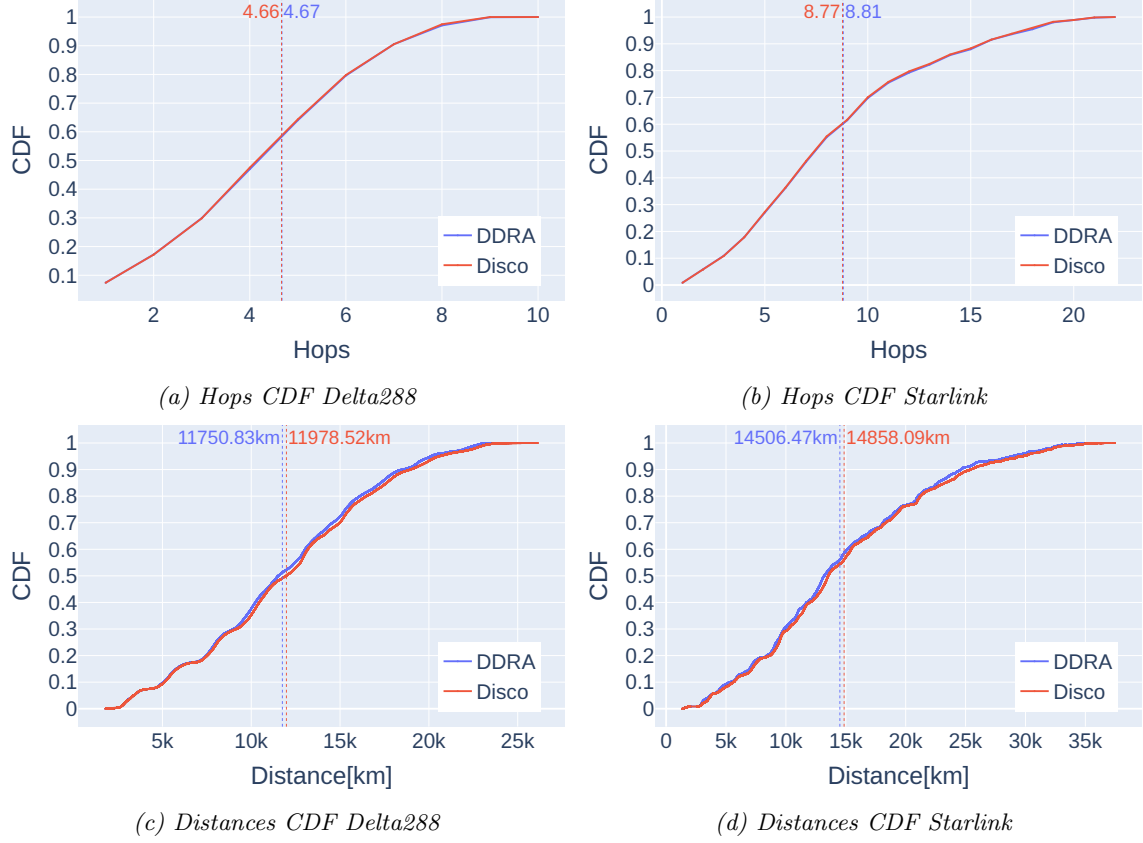 4.66 4.67
1
0.9
0.8
0.7
0.6
0.5
0.4
0.3
0.2
0.1
CDF
DDRA
Disco
2 4 6 8 10
Hops
(a) Hops CDF Delta288
8.77 8.81
1
0.9
0.8
0.7
0.6
0.5
0.4
0.3
0.2
0.1
0
CDF
DDRA
Disco
0 5 10 15 20
Hops
(b) Hops CDF Starlink
11750.83km 11978.52km
1
0.9
0.8
0.7
0.6
0.5
0.4
0.3
0.2
0.1
0
CDF
DDRA
Disco
5k 10k 15k 20k 25k
Distance[km]
(c) Distances CDF Delta288
14506.47km 14858.09km
1
0.9
0.8
0.7
0.6
0.5
0.4
0.3
0.2
0.1
0
CDF
DDRA
Disco
0 5k 10k 15k 20k 25k 30k 35k
Distance[km]
(d) Distances CDF Starlink